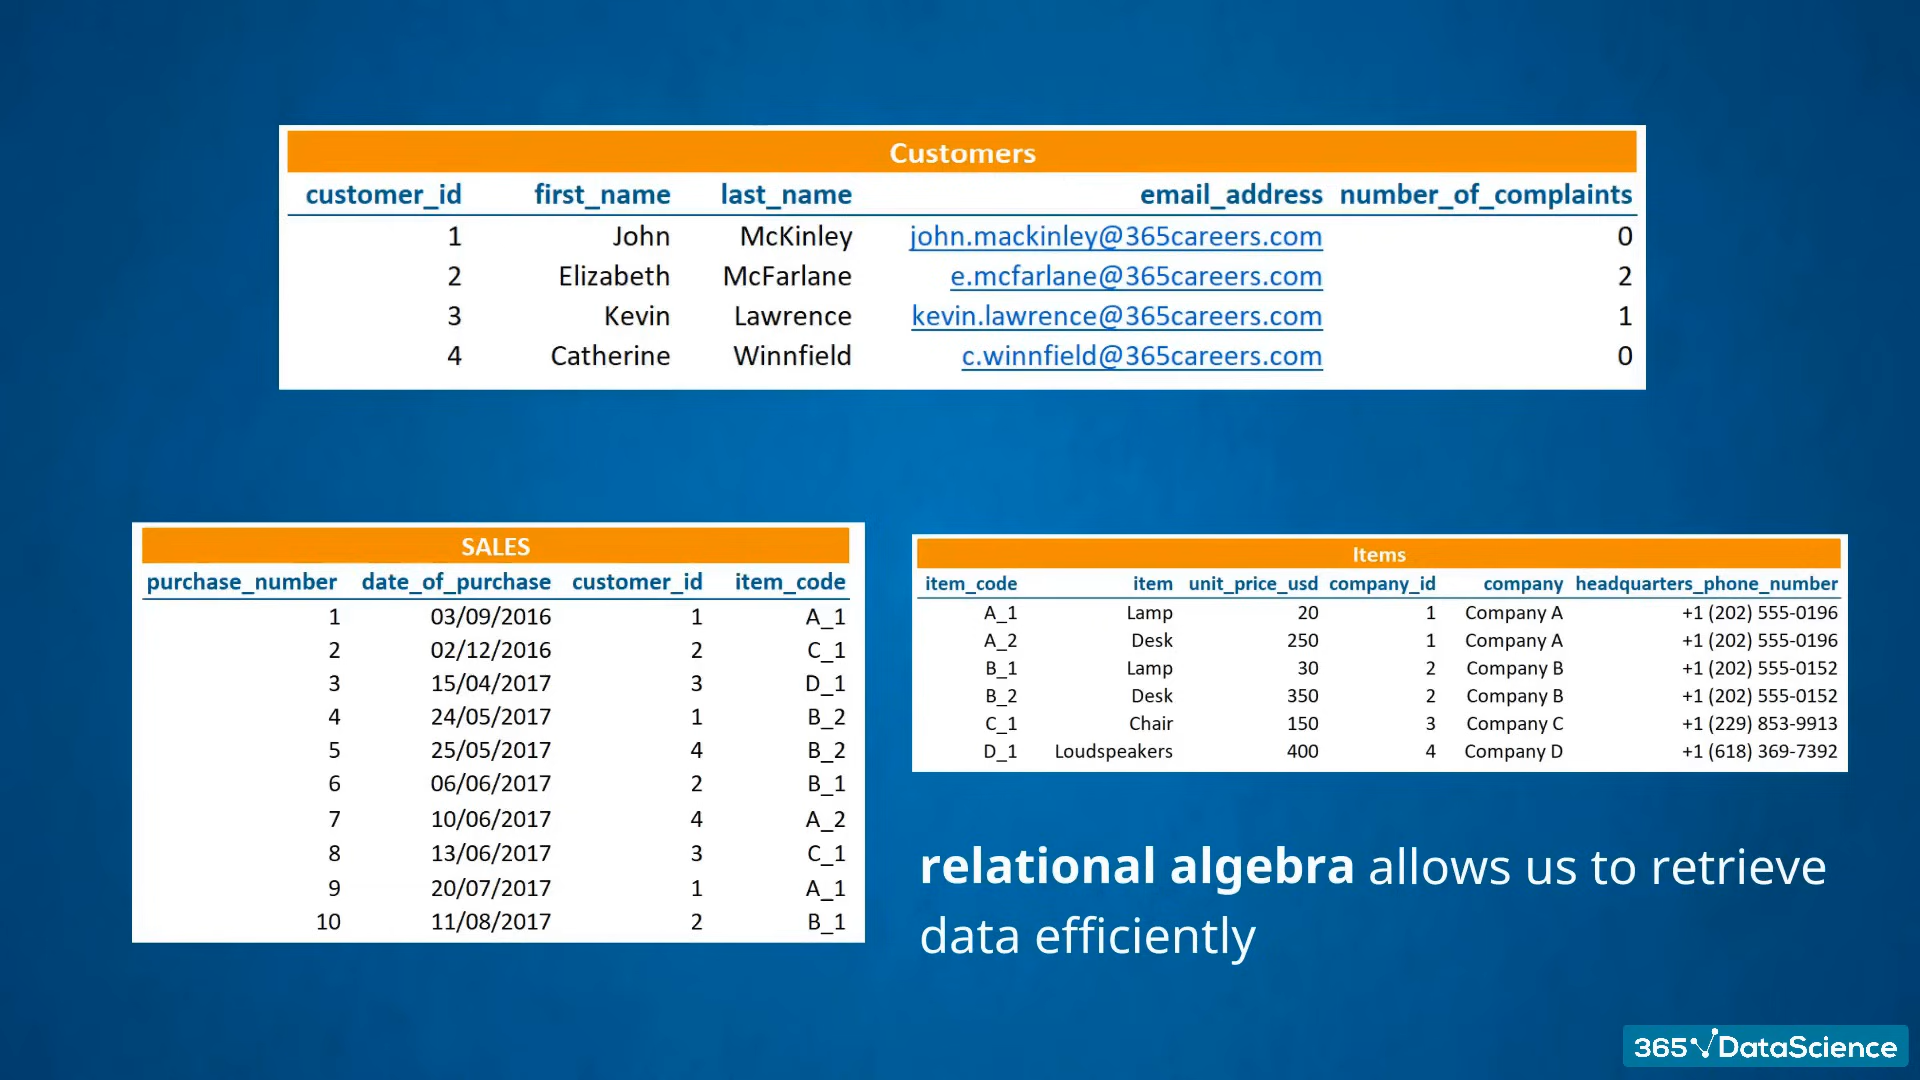 Customers
customer_id first_name last_name email_address number_of_complaints
1 John McKinley john.mackinley@365careers.com 0
2 Elizabeth McFarlane e.mcfarlane@365careers.com 2
3 Kevin Lawrence kevin.lawrence@365careers.com 1
4 Catherine Winnfield c.winnfield@365careers.com 0
SALES
purchase_number date_of_purchase customer_id item_code
1 03/09/2016 1 A_1
2 02/12/2016 2 C_1
3 15/04/2017 3 D_1
4 24/05/2017 1 B_2
5 25/05/2017 4 B_2
6 06/06/2017 2 B_1
7 10/06/2017 4 A_2
8 13/06/2017 3 C_1
9 20/07/2017 1 A_1
10 11/08/2017 2 B_1
Items
item_code item unit_price_usd company_id company headquarters_phone_number
A_1 Lamp 20 1 Company A +1 (202) 555-0196
A_2 Desk 250 1 Company A +1 (202) 555-0196
B_1 Lamp 30 2 Company B +1 (202) 555-0152
B_2 Desk 350 2 Company B +1 (202) 555-0152
C_1 Chair 150 3 Company C +1 (229) 853-9913
D_1 Loudspeakers 400 4 Company D +1 (618) 369-7392
relational algebra allows us to retrieve
data efficiently
365 DataScience